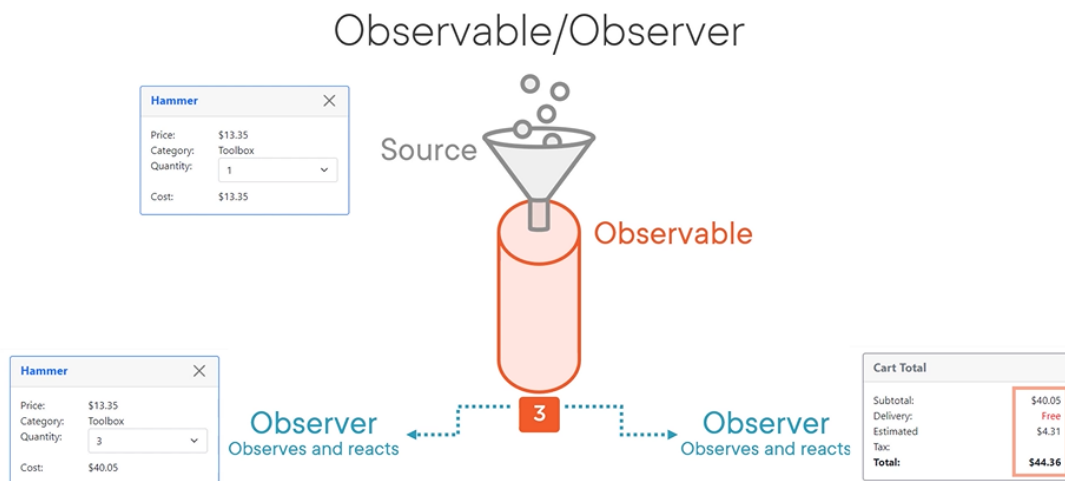 Observable/Observer
Hammer
Price: $13.35
Category: Toolbox
Quantity: 1
Cost: $13.35
Source
Observable
Hammer
Price: $13.35
Category: Toolbox
Quantity: 3
Cost: $40.05
Observer
Observes and reacts
3
Observer
Observes and reacts
Cart Total
Subtotal: $40.05
Delivery: Free
Estimated $4.31
Tax:
Total: $44.36